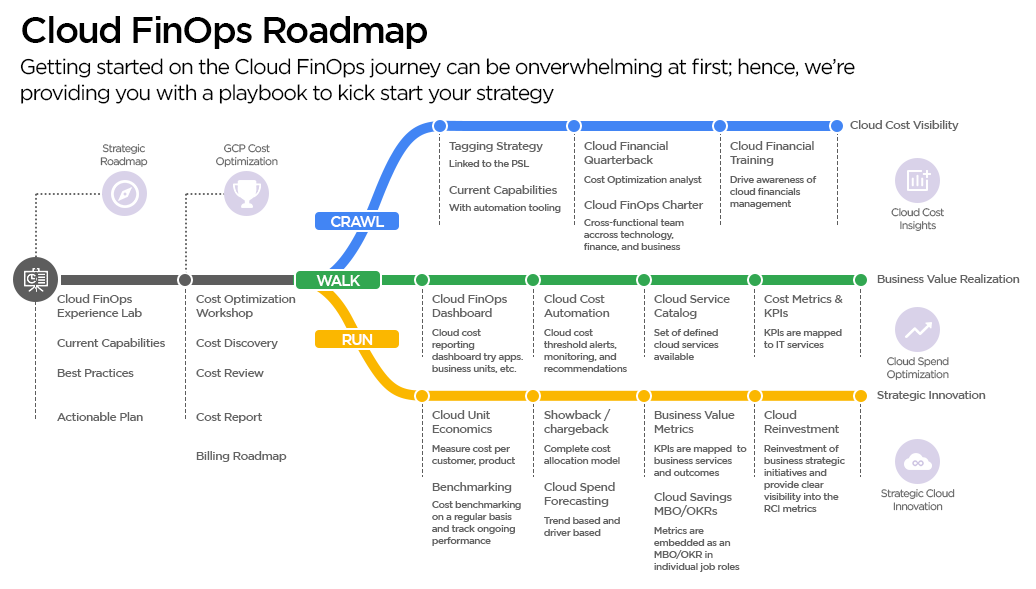 Cloud FinOps Roadmap
Getting started on the Cloud FinOps journey can be onverwhelming at first; hence, we're
providing you with a playbook to kick start your strategy
Strategic
Roadmap
GCP Cost
Optimization
Cloud FinOps
Experience Lab
Current Capabilities
Best Practices
Actionable Plan
Cost Optimization
Workshop
Cost Discovery
Cost Review
Cost Report
Billing Roadmap
CRAWL
Tagging Strategy
Linked to the PSL
Current Capabilities
With automation tooling
Cloud Financial
Quarterback
Cost Optimization analyst
Cloud FinOps Charter
Cross-functional team
accross technology,
finance, and business
Cloud Financial
Training
Drive awareness of
cloud financials
management
Cloud Cost Visibility
Cloud Cost
Insights
WALK
Cloud FinOps
Dashboard
Cloud cost
reporting
dashboard try apps.
business units, etc.
Cloud Cost
Automation
Cloud cost
threshold alerts,
monitoring, and
recommendations
Cloud Service
Catalog
Set of defined
cloud services
available
Cost Metrics &
KPIs
KPIs are mapped
to IT services
Business Value Realization
Cloud Spend
Optimization
RUN
Cloud Unit
Economics
Measure cost per
customer, product
Benchmarking
Cost benchmarking
on a regular basis
and track ongoing
performance
Showback /
chargeback
Complete cost
allocation model
Cloud Spend
Forecasting
Trend based and
driver based
Business Value
Metrics
KPIs are mapped to
business services
and outcomes
Cloud Savings
MBO/OKRs
Metrics are
embedded as an
MBO/OKR in
individual job roles
Cloud
Reinvestment
Reinvestment of
business strategic
initiatives and
provide clear
visibility into the
RCI metrics
Strategic Innovation
Strategic Cloud
Innovation